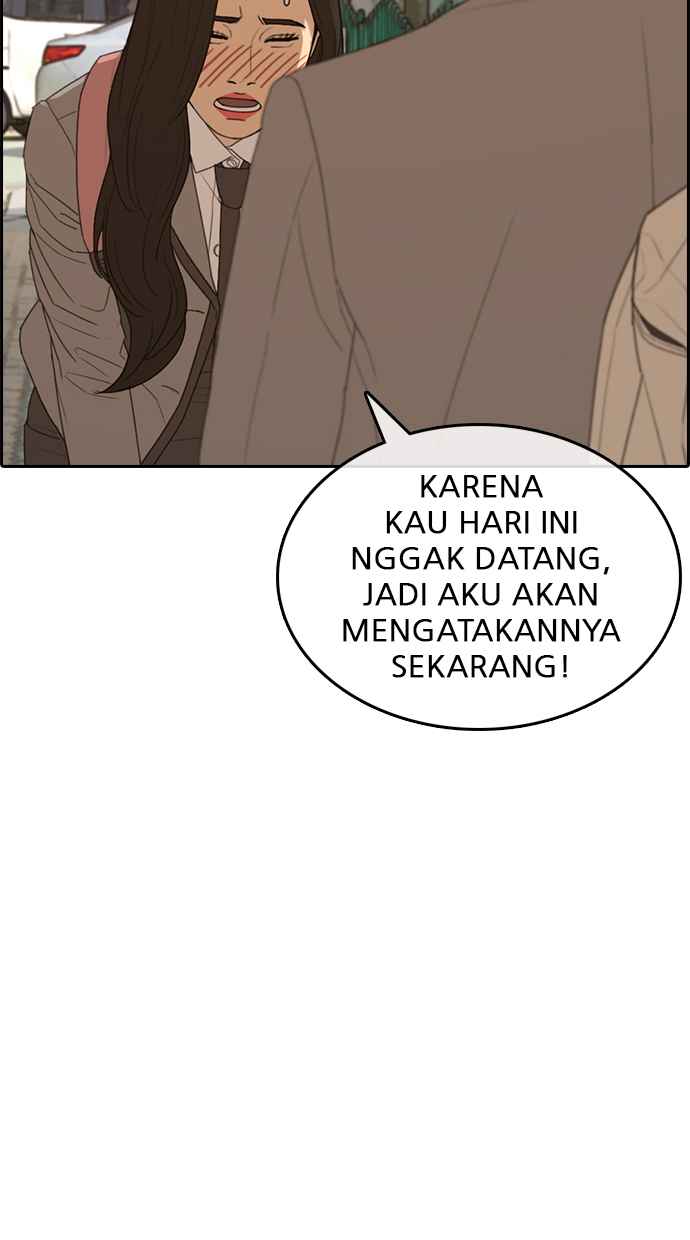 KARENA
KAU HARI INI
NGGAK DATANG,
JADI AKU AKAN
MENGATAKANNYA
SEKARANG!